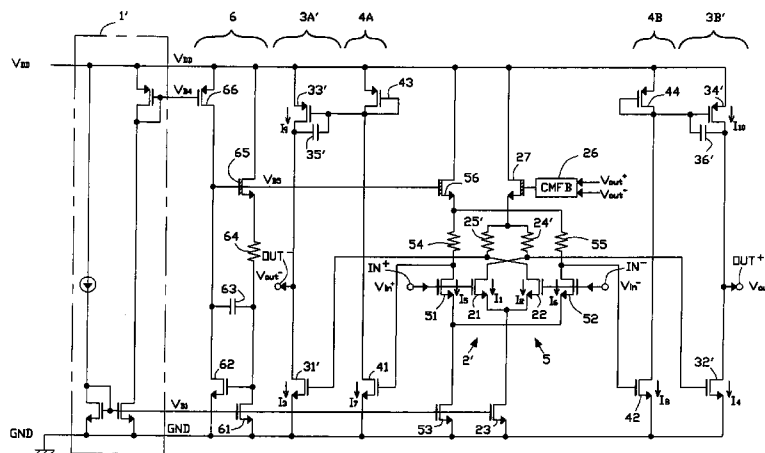 1'
6
3A'
4A
4B
3B'
VDD
VDD
VB4
66
33'
43
44
34'
I9
I10
35'
36'
65
VB5
56
27
26
CMFB
Vout+
Vout-
64
54
25'
24'
55
OUT-
Vout-
IN+
Vin+
IN-
Vin-
OUT+
63
51
I5
21
I1
I2
22
I6
52
2'
5
62
31'
I3
41
I7
42
I8
32'
I4
VB1
61
53
23
GND
GND